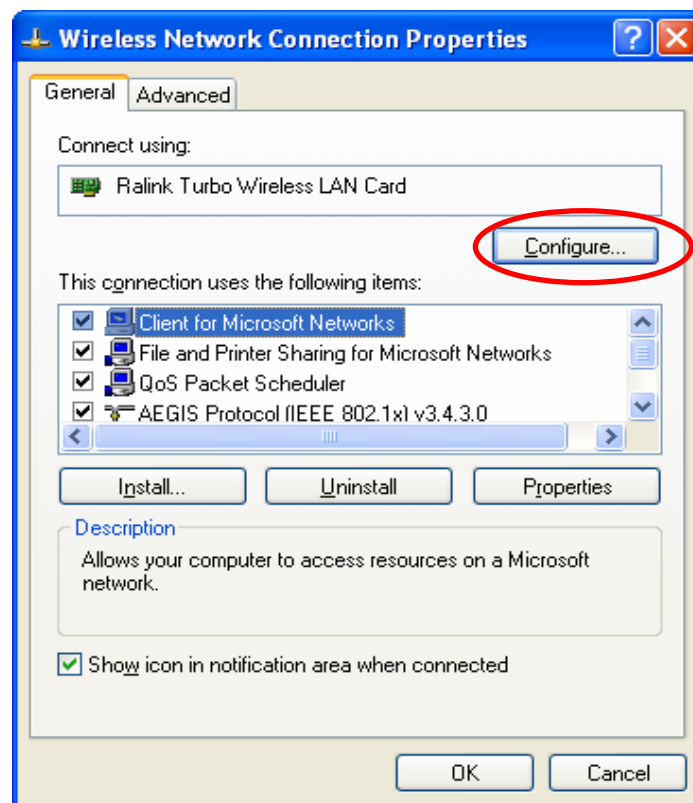 Wireless Network Connection Properties
General Advanced
Connect using:
Ralink Turbo Wireless LAN Card
Configure...
This connection uses the following items:
Client for Microsoft Networks
File and Printer Sharing for Microsoft Networks
QoS Packet Scheduler
AEGIS Protocol (IEEE 802.1x) v3.4.3.0
Install... Uninstall Properties
Description
Allows your computer to access resources on a Microsoft
network.
Show icon in notification area when connected
OK Cancel